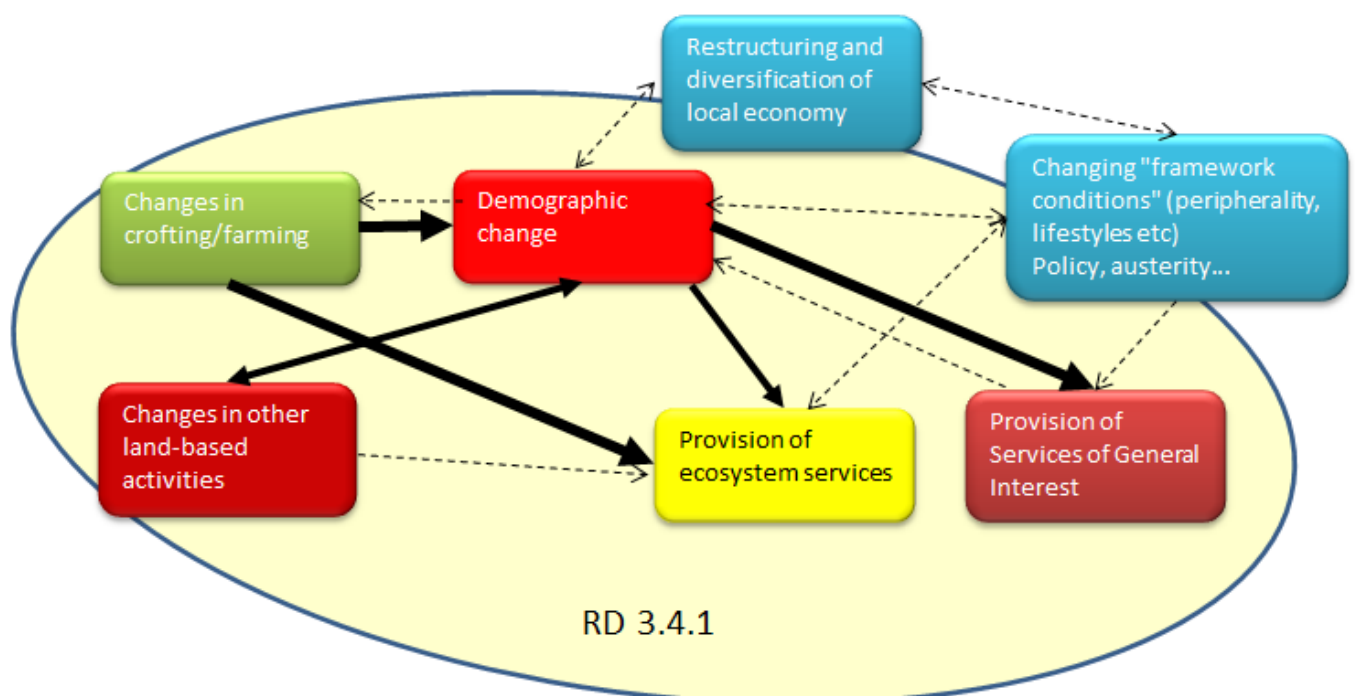 Restructuring and
diversification of
local economy
Changing "framework
conditions" (peripherality,
lifestyles etc)
Policy, austerity...
Changes in
crofting/farming
Demographic
change
Changes in other
land-based
activities
Provision of
ecosystem services
Provision of
Services of General
Interest
RD 3.4.1